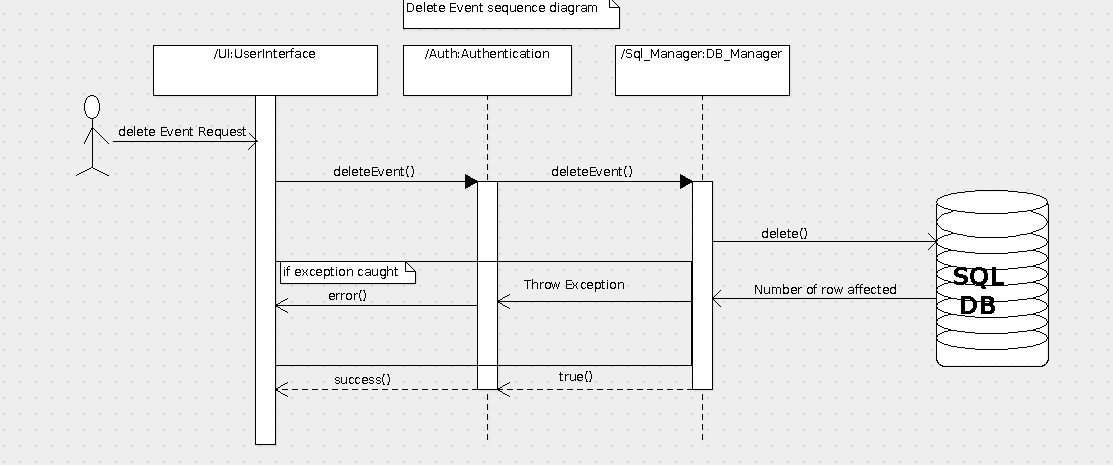 Delete Event sequence diagram
/UI:UserInterface
/Auth:Authentication
/Sql_Manager:DB_Manager
delete Event Request
deleteEvent()
deleteEvent()
delete()
if exception caught
Throw Exception
Number of row affected
error()
SQL
DB
success()
true()